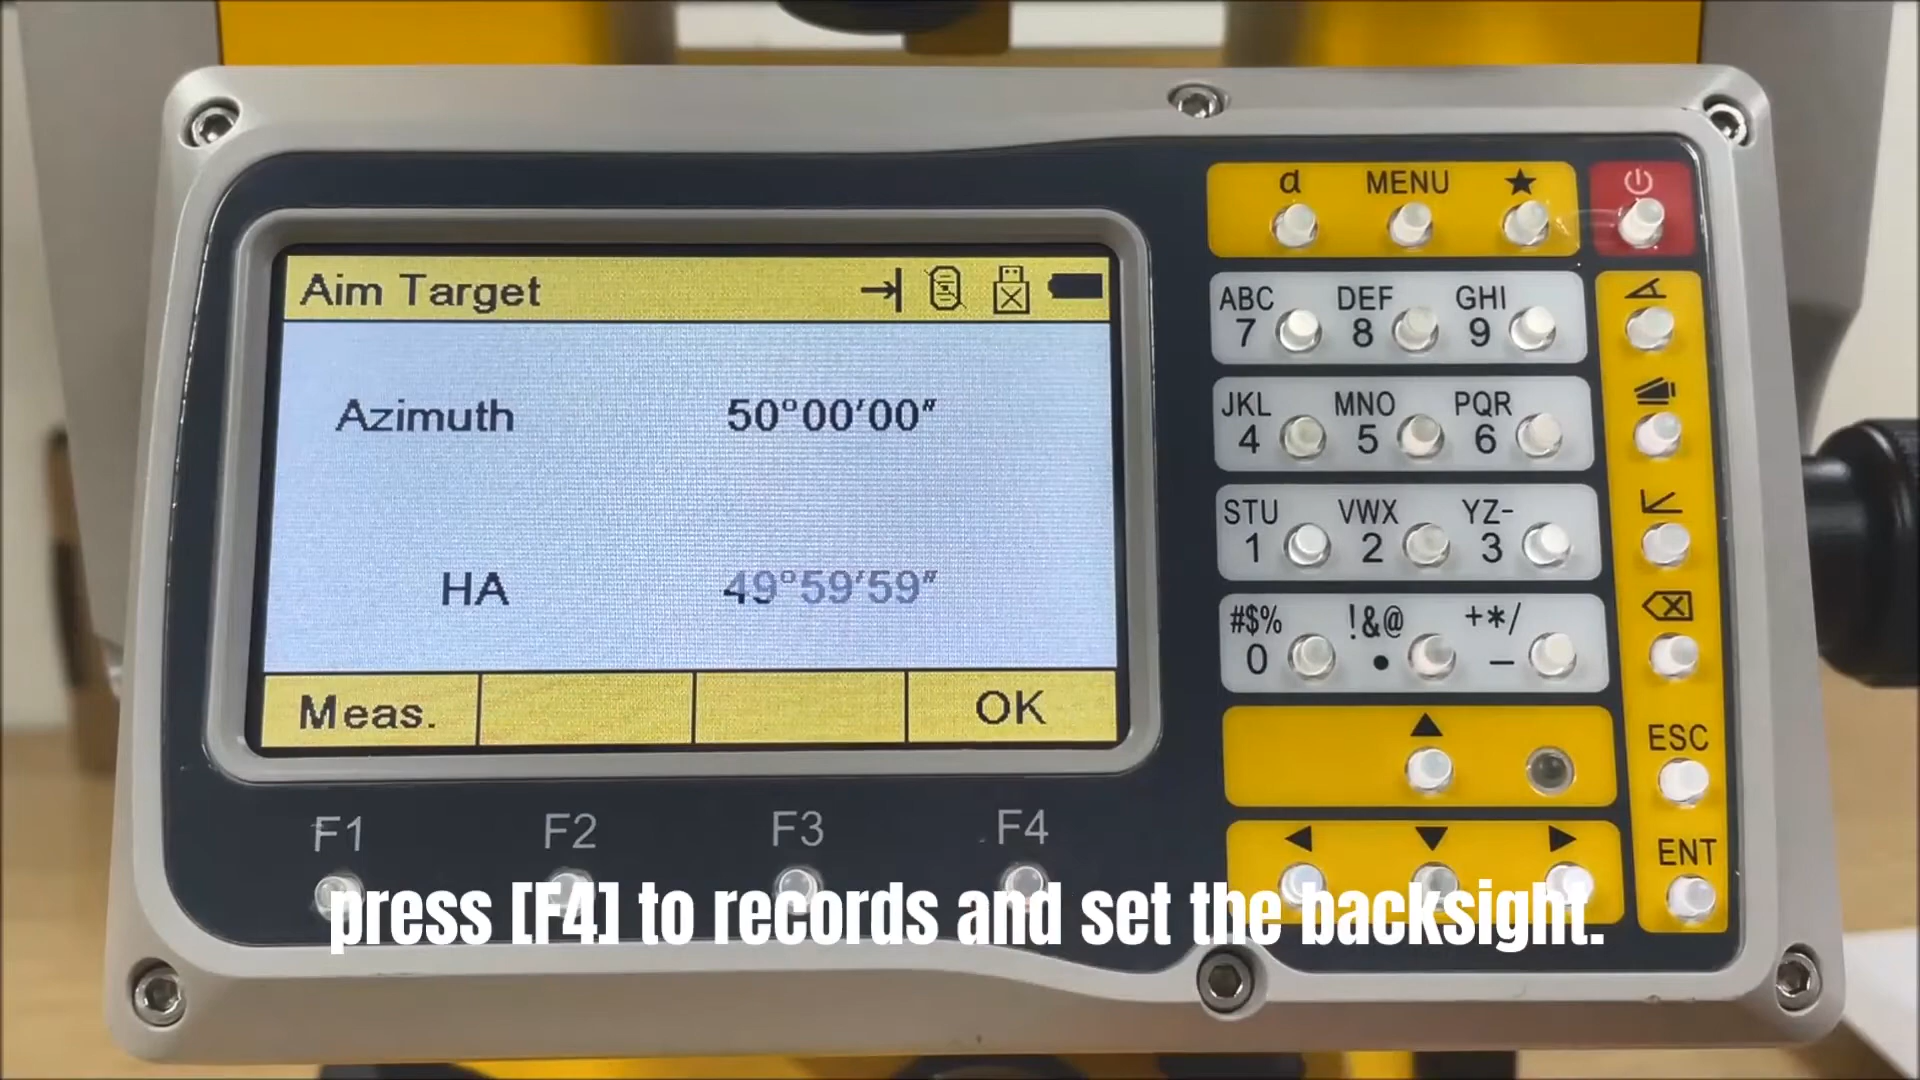 Aim Target
Azimuth 50°00'00"
HA 49°59'59"
Meas. OK
F1 F2 F3 F4
α MENU ★
ABC 7 DEF 8 GHI 9
JKL 4 MNO 5 PQR 6
STU 1 VWX 2 YZ- 3
#$% 0 !&@ • +*/ –
ESC
ENT
press [F4] to records and set the backsight.